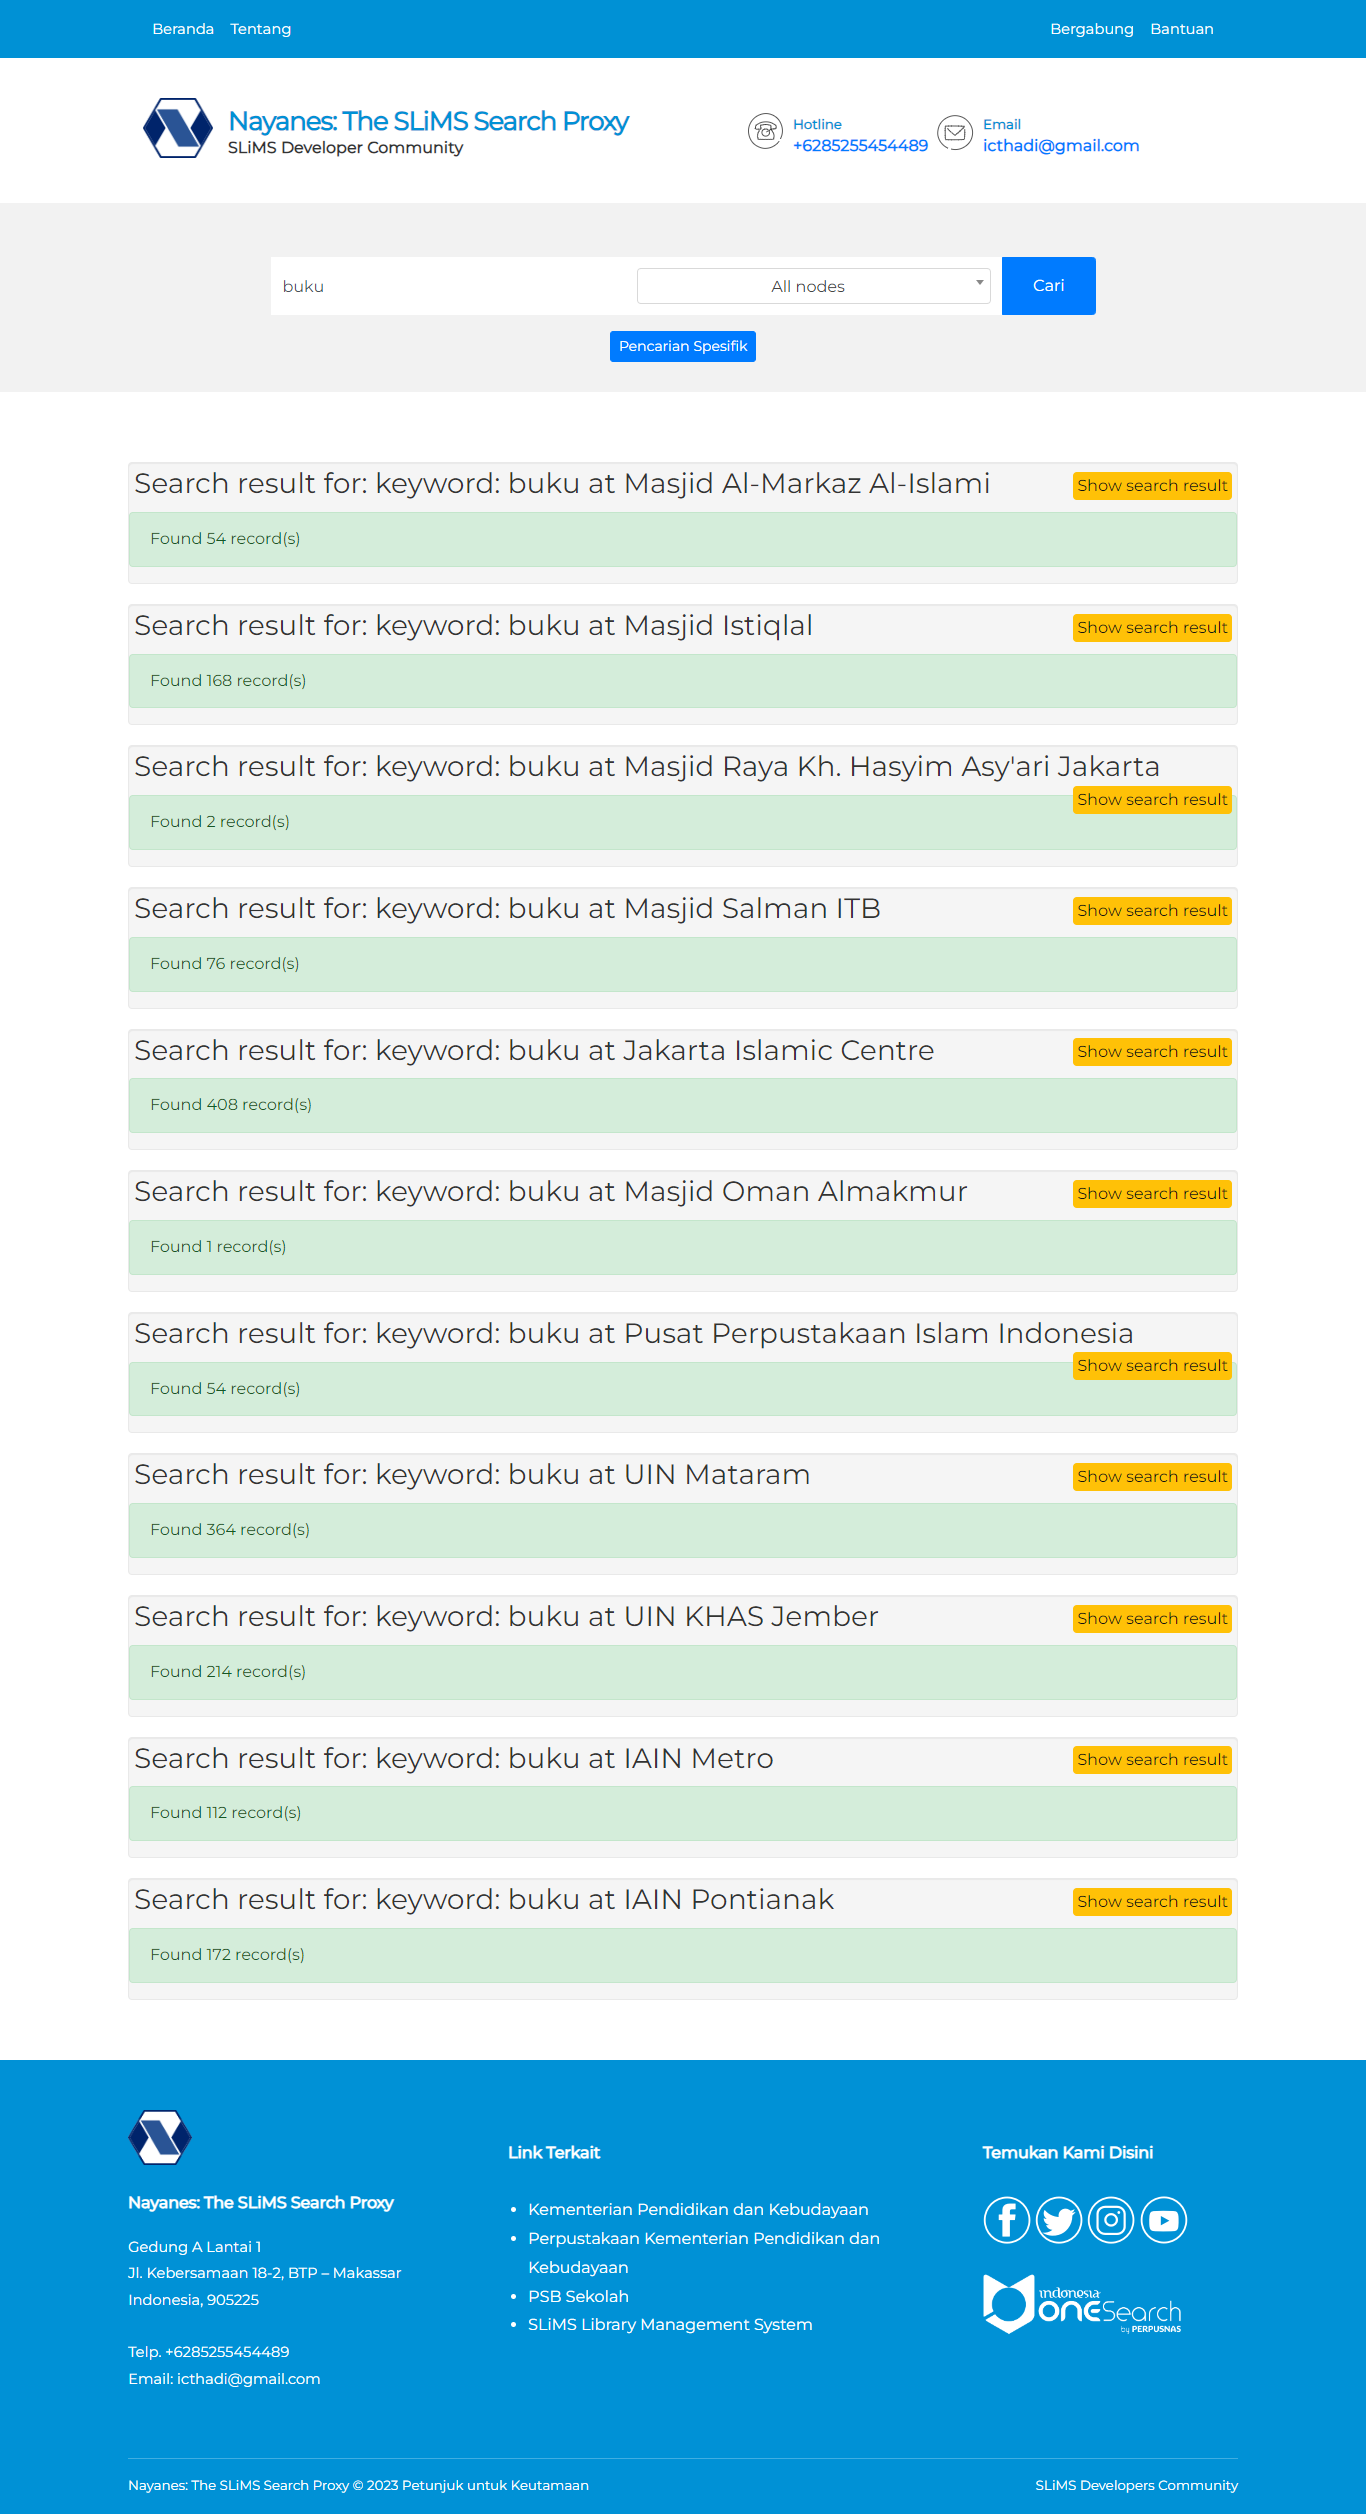 Beranda Tentang Bergabung Bantuan
Nayanes: The SLiMS Search Proxy
SLiMS Developer Community
Hotline
+6285255454489
Email
icthadi@gmail.com
buku All nodes Cari
Pencarian Spesifik
Search result for: keyword: buku at Masjid Al-Markaz Al-Islami Show search result
Found 54 record(s)
Search result for: keyword: buku at Masjid Istiqlal Show search result
Found 168 record(s)
Search result for: keyword: buku at Masjid Raya Kh. Hasyim Asy'ari Jakarta
Show search result
Found 2 record(s)
Search result for: keyword: buku at Masjid Salman ITB Show search result
Found 76 record(s)
Search result for: keyword: buku at Jakarta Islamic Centre Show search result
Found 408 record(s)
Search result for: keyword: buku at Masjid Oman Almakmur Show search result
Found 1 record(s)
Search result for: keyword: buku at Pusat Perpustakaan Islam Indonesia
Show search result
Found 54 record(s)
Search result for: keyword: buku at UIN Mataram Show search result
Found 364 record(s)
Search result for: keyword: buku at UIN KHAS Jember Show search result
Found 214 record(s)
Search result for: keyword: buku at IAIN Metro Show search result
Found 112 record(s)
Search result for: keyword: buku at IAIN Pontianak Show search result
Found 172 record(s)
Nayanes: The SLiMS Search Proxy
Gedung A Lantai 1
Jl. Kebersamaan 18-2, BTP – Makassar
Indonesia, 905225
Telp. +6285255454489
Email: icthadi@gmail.com
Link Terkait
• Kementerian Pendidikan dan Kebudayaan
• Perpustakaan Kementerian Pendidikan dan
Kebudayaan
• PSB Sekolah
• SLiMS Library Management System
Temukan Kami Disini
indonesia
oneSearch
by PERPUSNAS
Nayanes: The SLiMS Search Proxy © 2023 Petunjuk untuk Keutamaan
SLiMS Developers Community